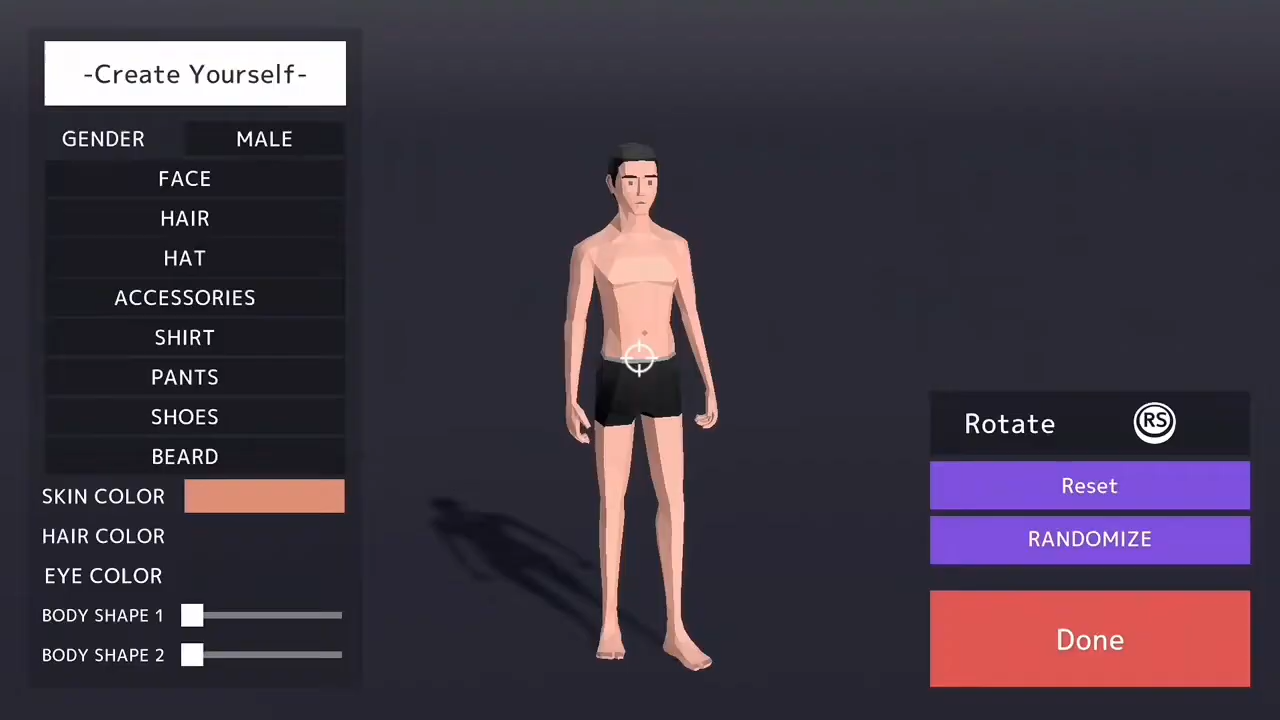 -Create Yourself-
GENDER MALE
FACE
HAIR
HAT
ACCESSORIES
SHIRT
PANTS
SHOES
BEARD
SKIN COLOR
HAIR COLOR
EYE COLOR
BODY SHAPE 1
BODY SHAPE 2
Rotate RS
Reset
RANDOMIZE
Done